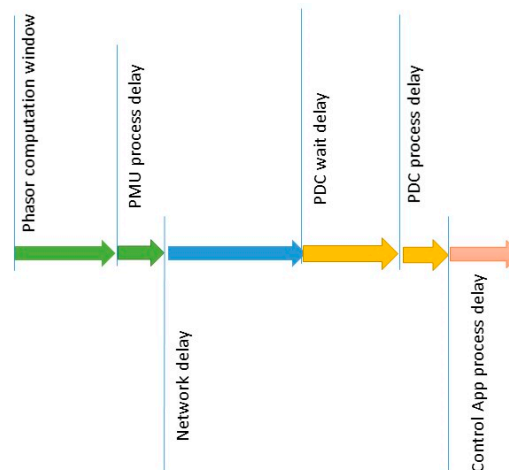 Phasor computation window
PMU process delay
Network delay
PDC wait delay
PDC process delay
Control App process delay